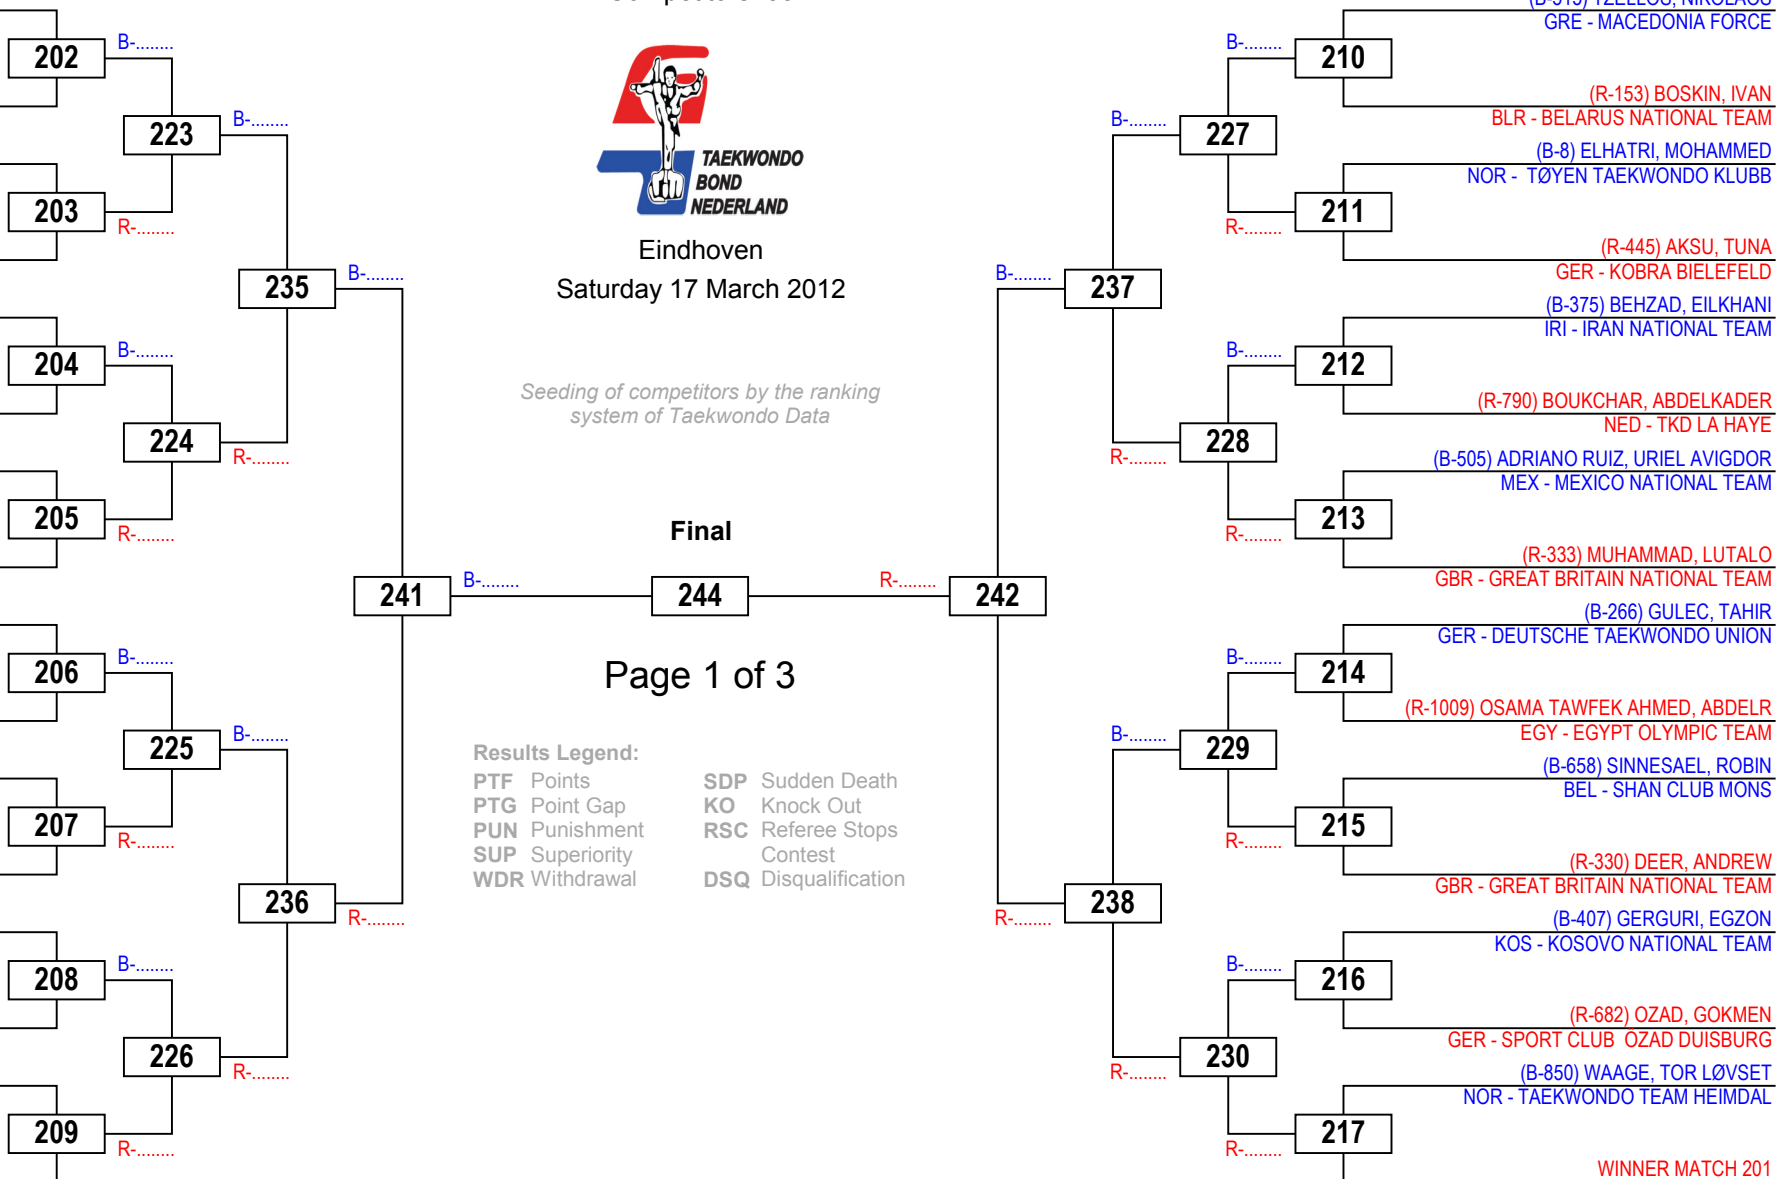 GRE - MACEDONIA FORCE
202
B-........
B-........
210
(R-153) BOSKIN, IVAN
BLR - BELARUS NATIONAL TEAM
223
B-........
B-........
227
(B-8) ELHATRI, MOHAMMED
NOR -  TØYEN TAEKWONDO KLUBB
203
R-........
R-........
211
(R-445) AKSU, TUNA
GER - KOBRA BIELEFELD
TAEKWONDO
BOND
NEDERLAND
Eindhoven
Saturday 17 March 2012
235
B-........
B-........
237
(B-375) BEHZAD, EILKHANI
IRI - IRAN NATIONAL TEAM
204
B-........
B-........
212
(R-790) BOUKCHAR, ABDELKADER
NED - TKD LA HAYE
Seeding of competitors by the ranking
system of Taekwondo Data
224
R-........
R-........
228
(B-505) ADRIANO RUIZ, URIEL AVIGDOR
MEX - MEXICO NATIONAL TEAM
205
R-........
R-........
213
(R-333) MUHAMMAD, LUTALO
GBR - GREAT BRITAIN NATIONAL TEAM
Final
241
B-........
244
R-........
242
(B-266) GULEC, TAHIR
GER - DEUTSCHE TAEKWONDO UNION
206
B-........
B-........
214
Page 1 of 3
(R-1009) OSAMA TAWFEK AHMED, ABDELR
EGY - EGYPT OLYMPIC TEAM
225
B-........
B-........
229
(B-658) SINNESAEL, ROBIN
BEL - SHAN CLUB MONS
Results Legend:
PTF Points SDP Sudden Death
PTG Point Gap KO Knock Out
PUN Punishment RSC Referee Stops
SUP Superiority Contest
WDR Withdrawal DSQ Disqualification
207
R-........
R-........
215
(R-330) DEER, ANDREW
GBR - GREAT BRITAIN NATIONAL TEAM
236
R-........
R-........
238
(B-407) GERGURI, EGZON
KOS - KOSOVO NATIONAL TEAM
208
B-........
B-........
216
(R-682) OZAD, GOKMEN
GER - SPORT CLUB  ÖZAD DUISBURG
226
R-........
R-........
230
(B-850) WAAGE, TOR LØVSET
NOR - TAEKWONDO TEAM HEIMDAL
209
R-........
R-........
217
WINNER MATCH 201